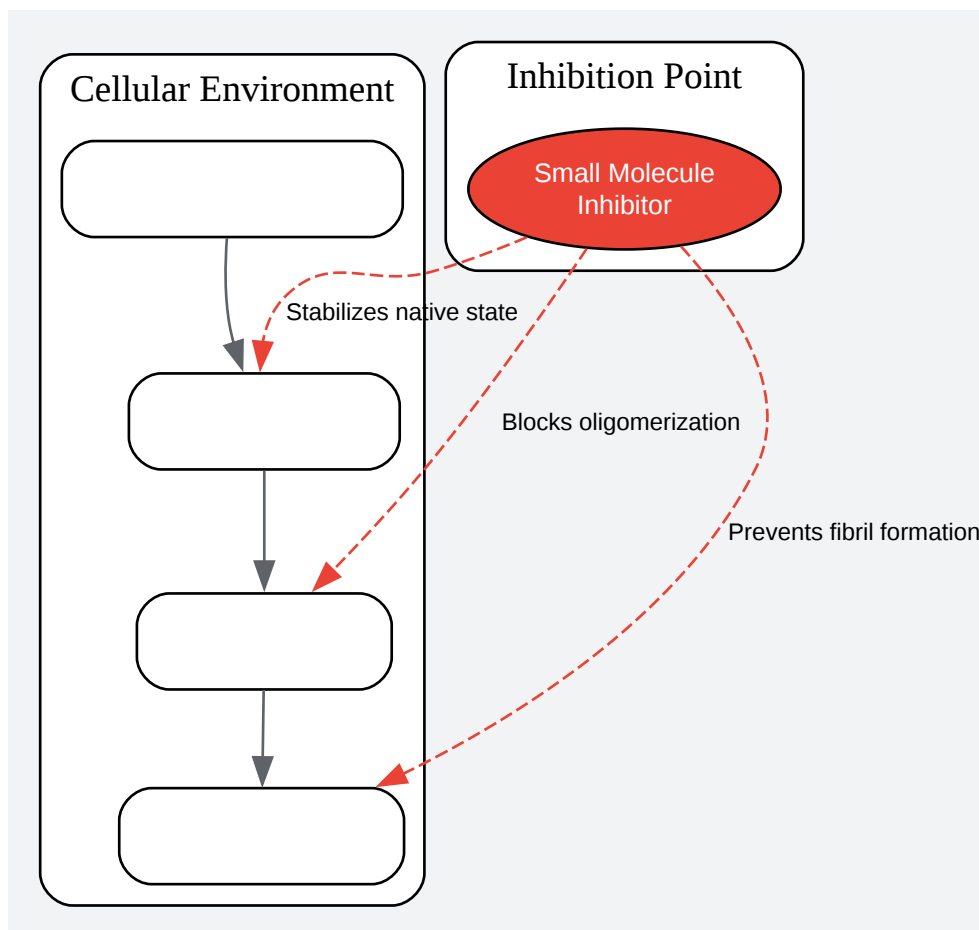 Cellular Environment
Inhibition Point
Small Molecule
Inhibitor
Stabilizes native state
Blocks oligomerization
Prevents fibril formation